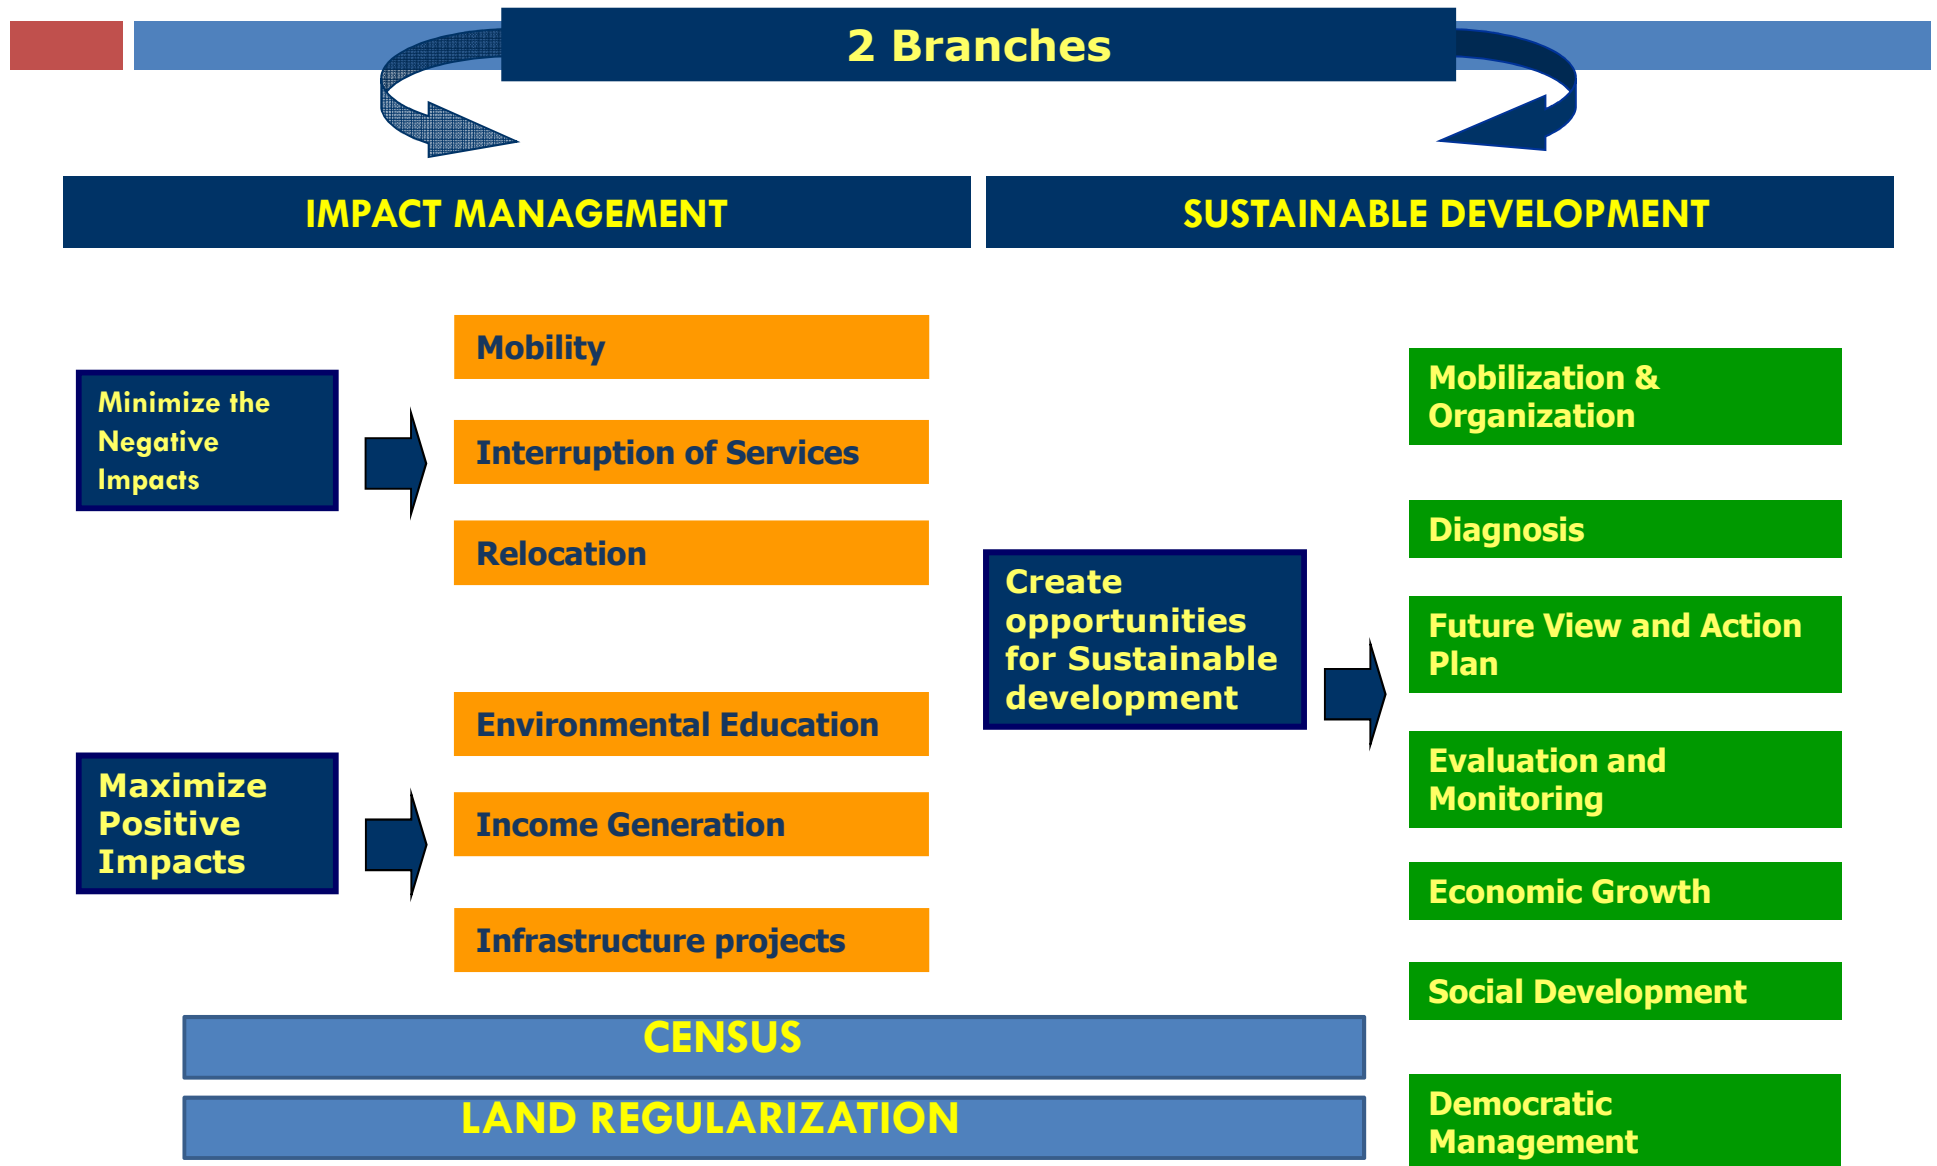 2 Branches
IMPACT MANAGEMENT
SUSTAINABLE DEVELOPMENT
Minimize the
Negative
Impacts
Mobility
Interruption of Services
Relocation
Maximize
Positive
Impacts
Environmental Education
Income Generation
Infrastructure projects
Create
opportunities
for Sustainable
development
Mobilization &
Organization
Diagnosis
Future View and Action
Plan
Evaluation and
Monitoring
Economic Growth
Social Development
Democratic
Management
CENSUS
LAND REGULARIZATION